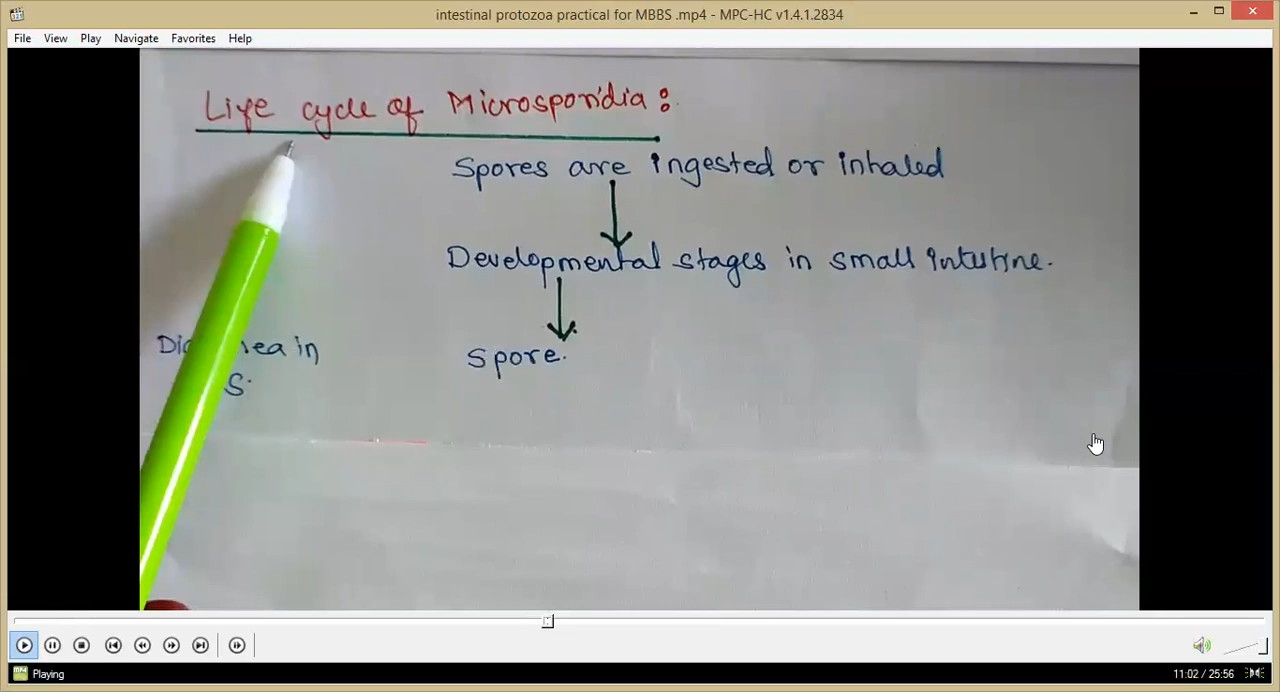 intestinal protozoa practical for MBBS .mp4 - MPC-HC v1.4.1.2834
File View Play Navigate Favorites Help
Life cycle of Microsporidia:
Spores are ingested or inhaled
Developmental stages in small intestine.
in
Spore.
Playing
11:02 / 25:56